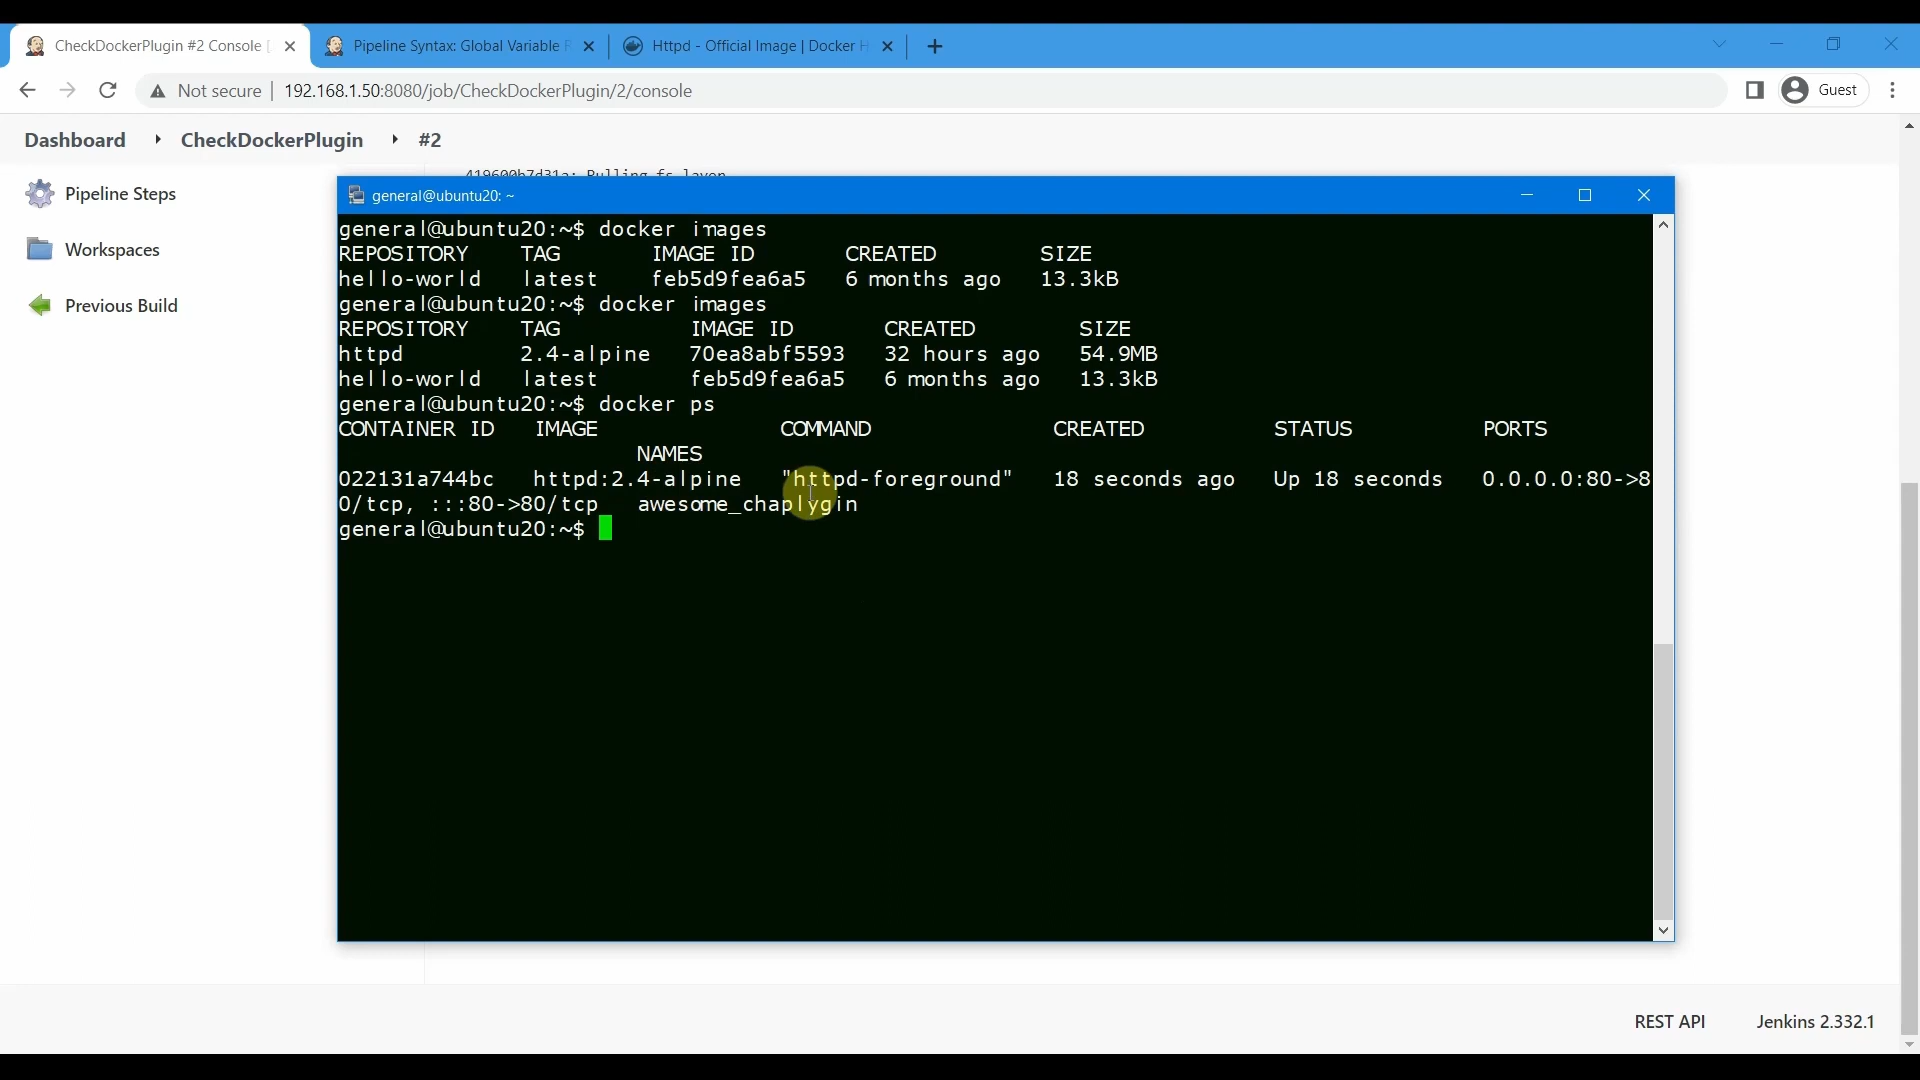 CheckDockerPlugin #2 Console [
Pipeline Syntax: Global Variable R
Httpd - Official Image | Docker H
Not secure
192.168.1.50:8080/job/CheckDockerPlugin/2/console
Guest
Dashboard
CheckDockerPlugin
#2
Pipeline Steps
Workspaces
Previous Build
419600b7d31a: Pulling fs layer
general@ubuntu20: ~
general@ubuntu20:~$ docker images
REPOSITORY TAG IMAGE ID CREATED SIZE
hello-world latest feb5d9fea6a5 6 months ago 13.3kB
general@ubuntu20:~$ docker images
REPOSITORY TAG IMAGE ID CREATED SIZE
httpd 2.4-alpine 70ea8abf5593 32 hours ago 54.9MB
hello-world latest feb5d9fea6a5 6 months ago 13.3kB
general@ubuntu20:~$ docker ps
CONTAINER ID IMAGE COMMAND CREATED STATUS PORTS
NAMES
022131a744bc httpd:2.4-alpine "httpd-foreground" 18 seconds ago Up 18 seconds 0.0.0.0:80->8
0/tcp, :::80->80/tcp awesome_chaplygin
general@ubuntu20:~$
REST API
Jenkins 2.332.1